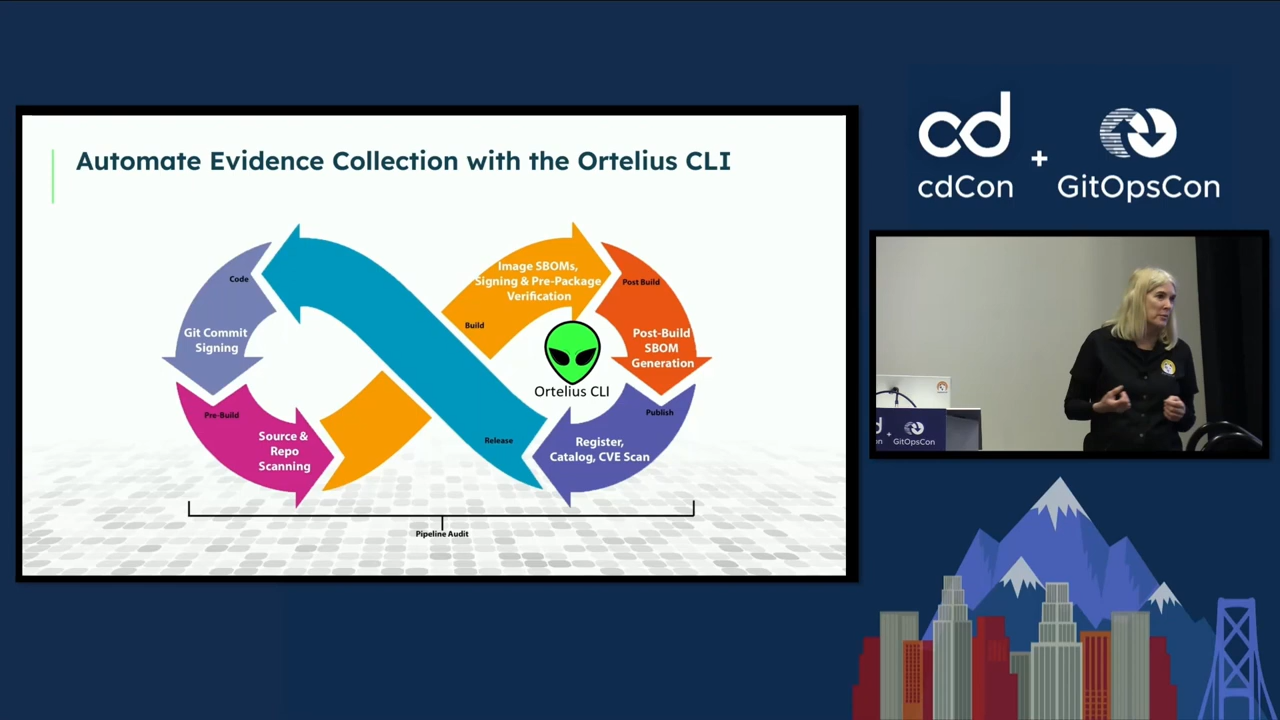 Automate Evidence Collection with the Ortelius CLI
Code
Git Commit
Signing
Pre-Build
Source &
Repo
Scanning
Build
Image SBOMs,
Signing & Pre-Package
Verification
Post Build
Post-Build
SBOM
Generation
Ortelius CLI
Publish
Register,
Catalog, CVE Scan
Release
Pipeline Audit
cd
cdCon
+
GitOpsCon
d
n
+
GitOpsCon